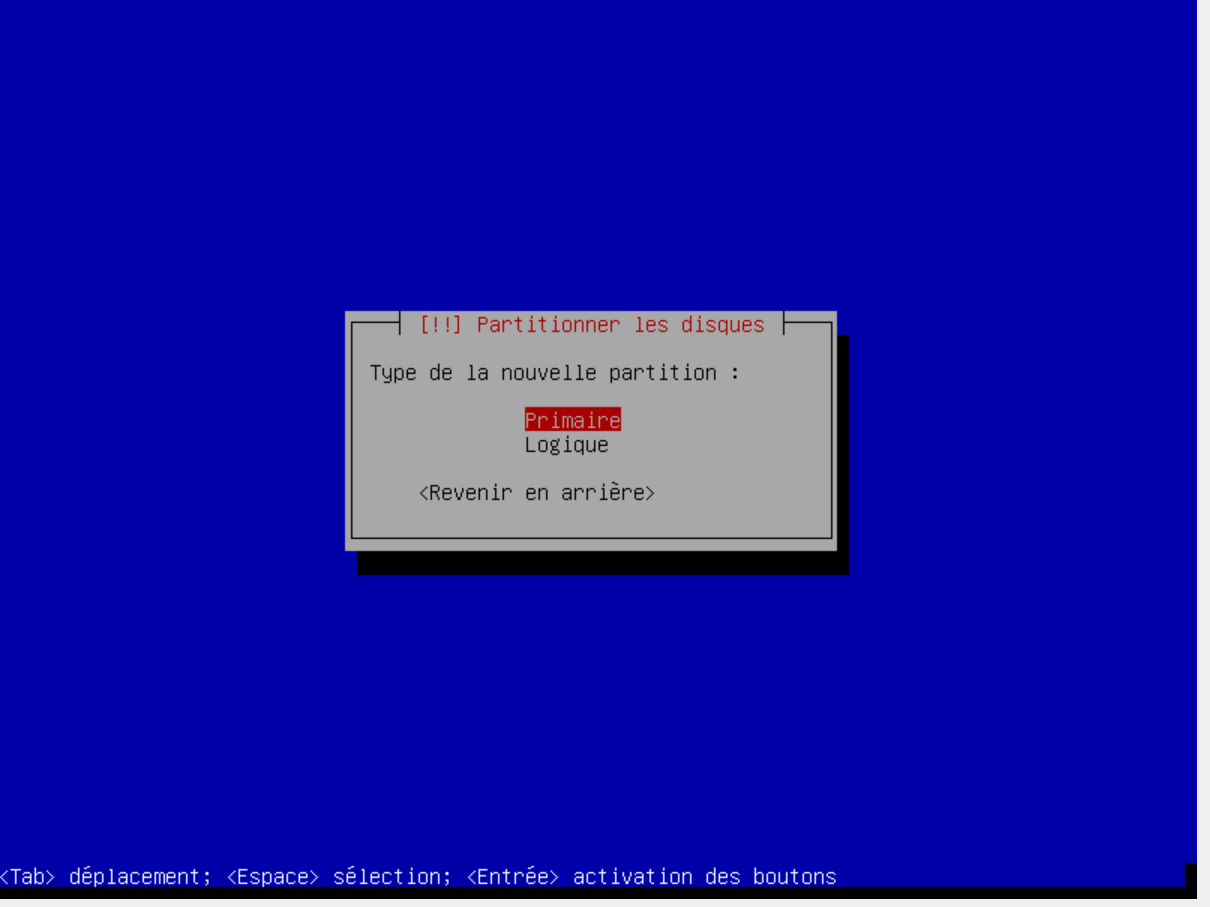 [!!] Partitionner les disques
Type de la nouvelle partition :
Primaire
Logique
<Revenir en arrière>
<Tab> déplacement; <Espace> sélection; <Entrée> activation des boutons